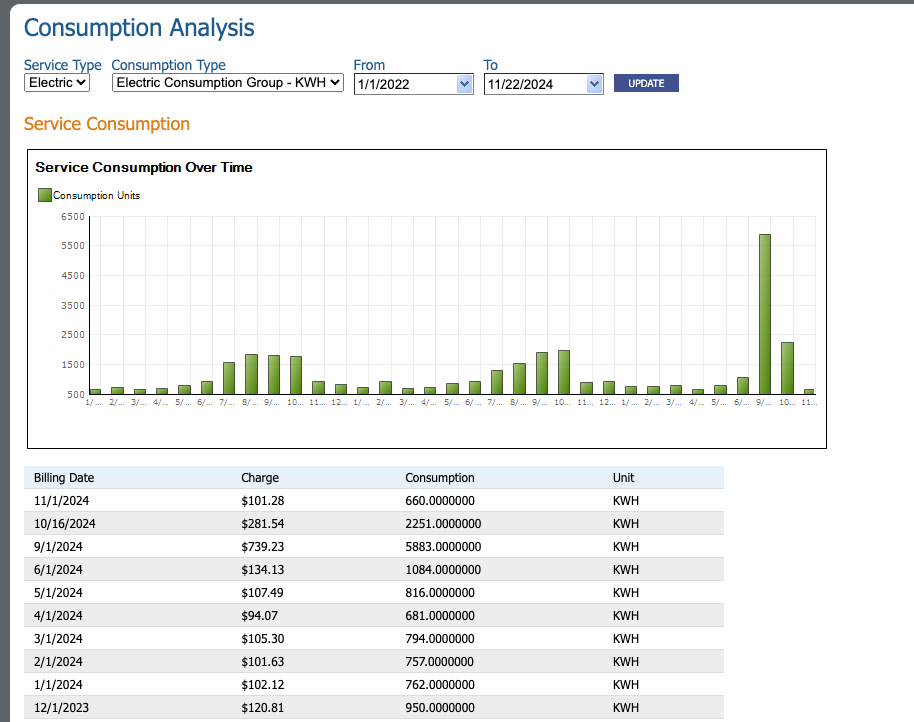 Consumption Analysis
Service Type Consumption Type From To
Electric Electric Consumption Group - KWH 1/1/2022 11/22/2024 UPDATE
Service Consumption
Service Consumption Over Time
Consumption Units
6500
5500
4500
3500
2500
1500
500
1/... 2/... 3/... 4/... 5/... 6/... 7/... 8/... 9/... 10... 11... 12... 1/... 2/... 3/... 4/... 5/... 6/... 7/... 8/... 9/... 10... 11... 12... 1/... 2/... 3/... 4/... 5/... 6/... 9/... 10... 11...
Billing Date Charge Consumption Unit
11/1/2024 $101.28 660.0000000 KWH
10/16/2024 $281.54 2251.0000000 KWH
9/1/2024 $739.23 5883.0000000 KWH
6/1/2024 $134.13 1084.0000000 KWH
5/1/2024 $107.49 816.0000000 KWH
4/1/2024 $94.07 681.0000000 KWH
3/1/2024 $105.30 794.0000000 KWH
2/1/2024 $101.63 757.0000000 KWH
1/1/2024 $102.12 762.0000000 KWH
12/1/2023 $120.81 950.0000000 KWH